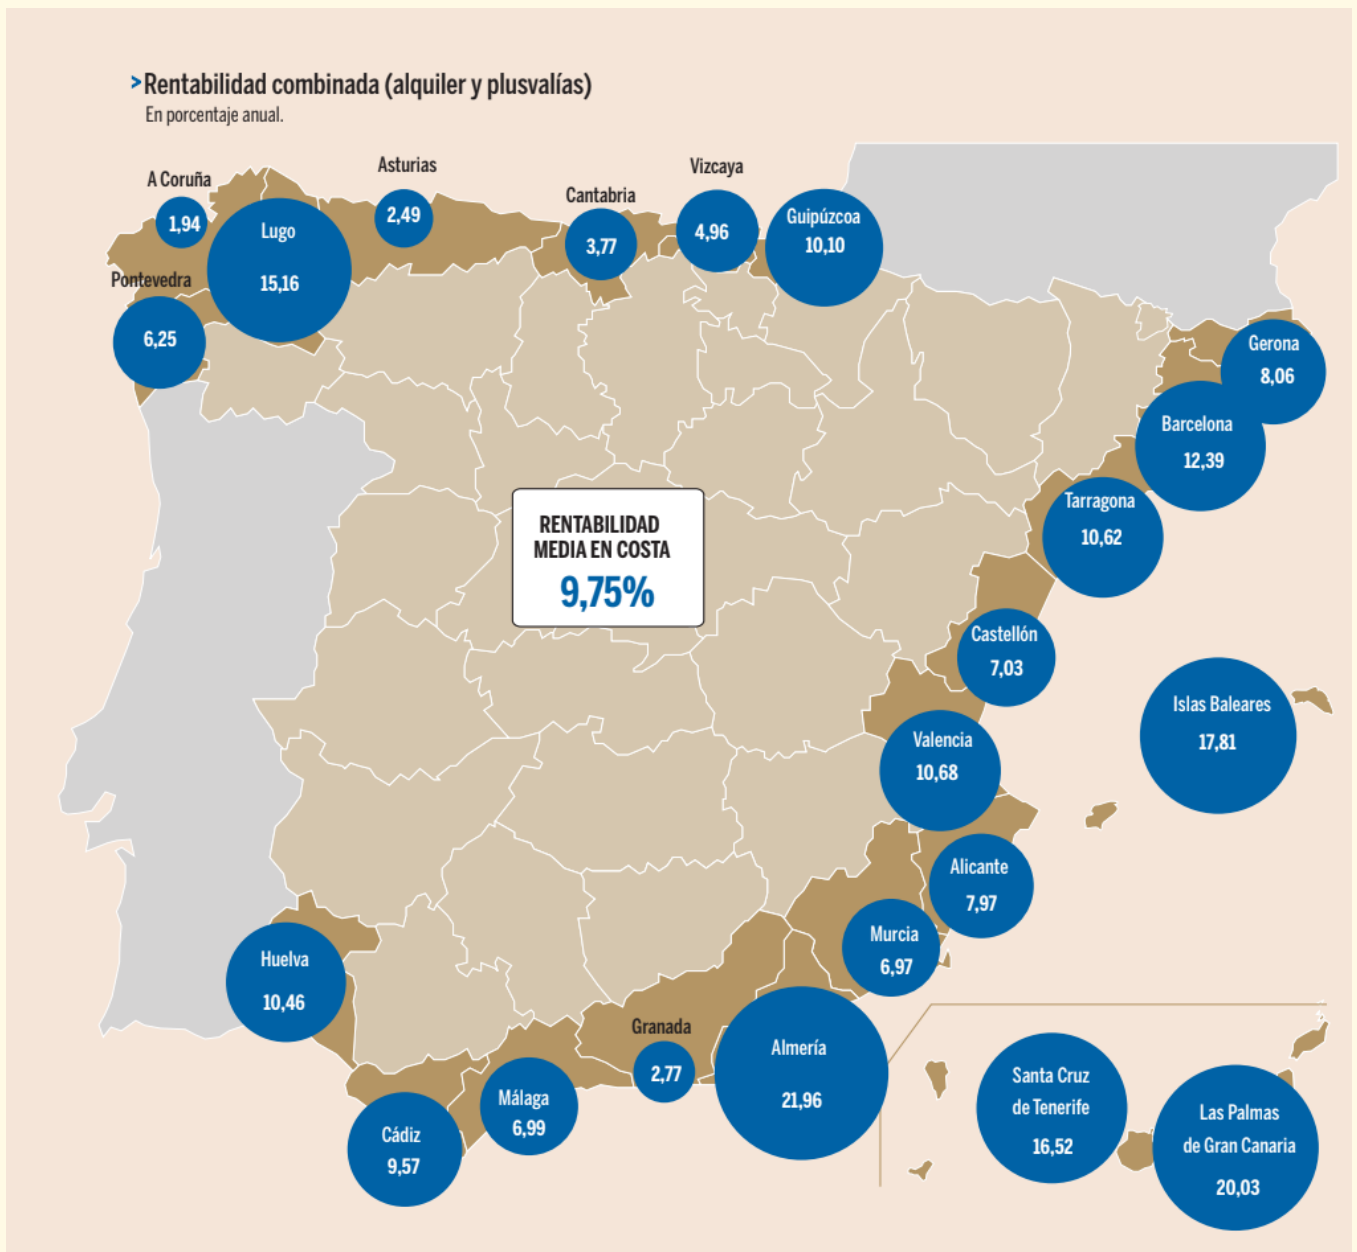 >Rentabilidad combinada (alquiler y plusvalías)
En porcentaje anual.
A Coruña
1,94
Lugo
15,16
Asturias
2,49
Cantabria
3,77
Vizcaya
4,96
Guipúzcoa
10,10
Pontevedra
6,25
Gerona
8,06
Barcelona
12,39
Tarragona
10,62
RENTABILIDAD
MEDIA EN COSTA
9,75%
Castellón
7,03
Islas Baleares
17,81
Valencia
10,68
Alicante
7,97
Murcia
6,97
Huelva
10,46
Granada
2,77
Almería
21,96
Málaga
6,99
Cádiz
9,57
Santa Cruz
de Tenerife
16,52
Las Palmas
de Gran Canaria
20,03